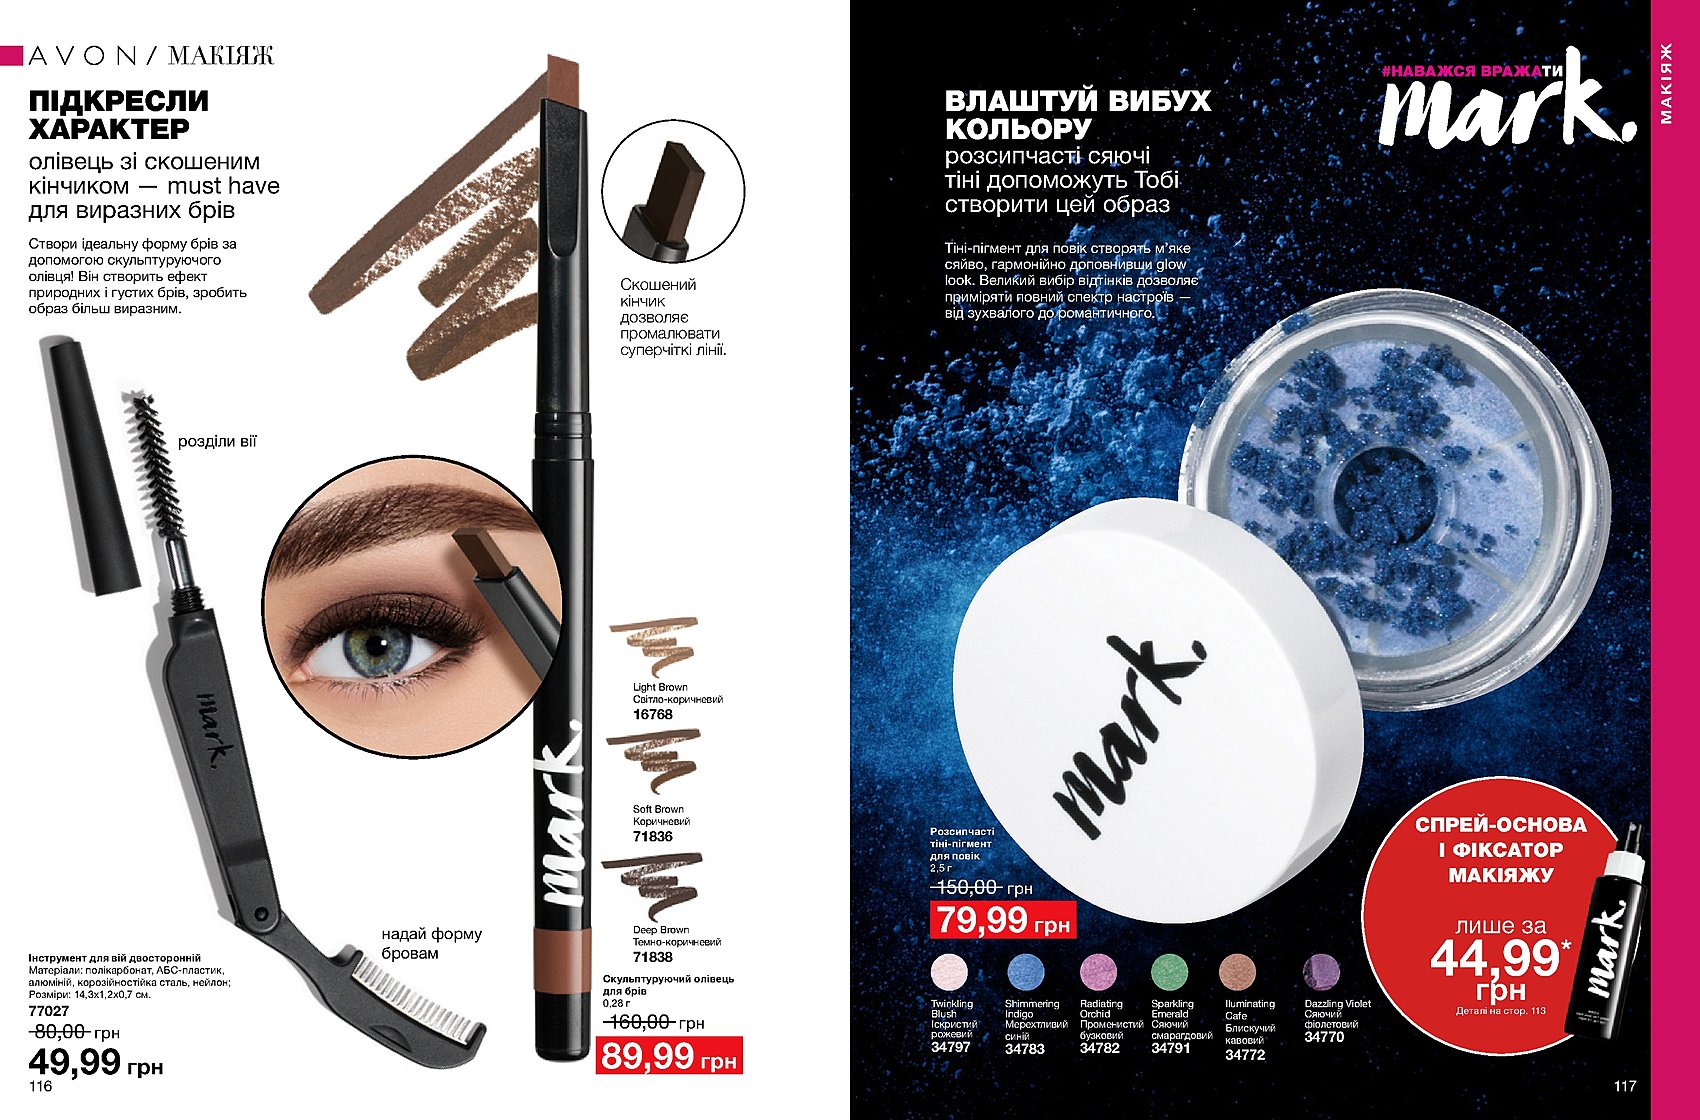 AVON / МАКІЯЖ
ПІДКРЕСЛИ
ХАРАКТЕР
олівець зі скошеним
кінчиком — must have
для виразних брів
Створи ідеальну форму брів за
допомогою скульптуруючого
олівця! Він створить ефект
природних і густих брів, зробить
образ більш виразним.
Скошений
кінчик
дозволяє
промалювати
суперчіткі лінії.
розділи вії
mark.
mark.
надай форму
бровам
Light Brown
Світло-коричневий
16768
Soft Brown
Коричневий
71836
Deep Brown
Темно-коричневий
71838
Скульптуруючий олівець
для брів
0,28 г
160,00 грн
89,99 грн
Інструмент для вій двосторонній
Матеріали: полікарбонат, АБС-пластик,
алюміній, корозійностійка сталь, нейлон;
Розміри: 14,3х1,2х0,7 см.
77027
80,00 грн
49,99 грн
116
#НАВАЖСЯ ВРАЖАТИ
mark.
МАКІЯЖ
ВЛАШТУЙ ВИБУХ
КОЛЬОРУ
розсипчасті сяючі
тіні допоможуть Тобі
створити цей образ
Тіні-пігмент для повік створять м'яке
сяйво, гармонійно доповнивши glow
look. Великий вибір відтінків дозволяє
приміряти повний спектр настроїв —
від зухвалого до романтичного.
mark.
Розсипчасті
тіні-пігмент
для повік
2,5 г
150,00 грн
79,99 грн
Twinkling
Blush
Іскристий
рожевий
34797
Shimmering
Indigo
Мерехтливий
синій
34783
Radiating
Orchid
Променистий
бузковий
34782
Sparkling
Emerald
Сяючий
смарагдовий
34791
Iluminating
Cafe
Блискучий
кавовий
34772
Dazzling Violet
Сяючий
фіолетовий
34770
СПРЕЙ-ОСНОВА
І ФІКСАТОР
МАКІЯЖУ
лише за
44,99*
грн
Деталі на стор. 113
mark.
117